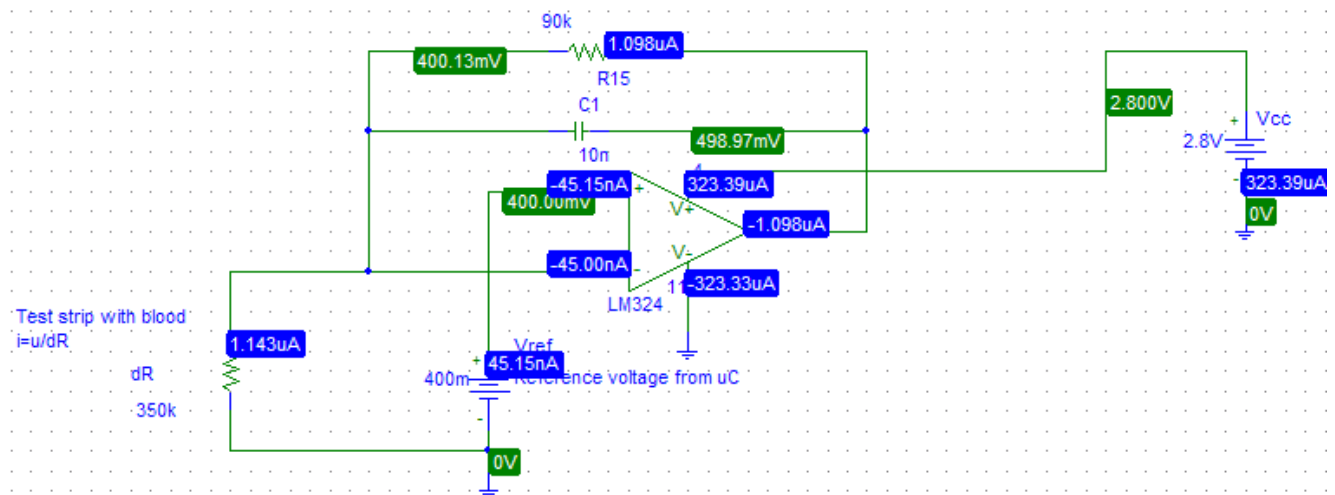 90k
1.098uA
400.13mV
R15
C1
2.800V
Vcc
+
498.97mV
2.8V
10n
-45.15nA
323.39uA
-
323.39uA
400.00mV
+
V+
0V
-1.098uA
V-
-45.00nA
-
11
-323.33uA
LM324
Test strip with blood
i=u/dR
1.143uA
Vref
+
45.15nA
dR
400m
Reference voltage from uC
350k
-
0V